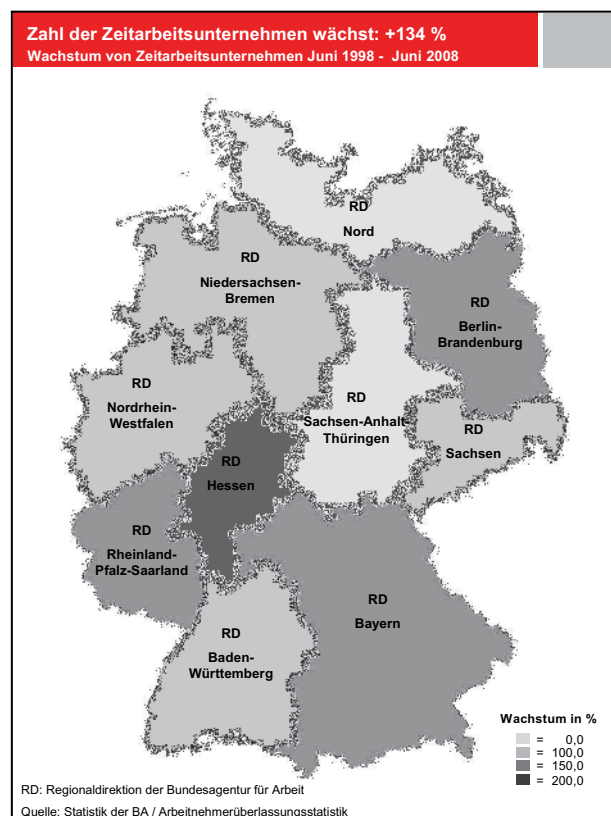 Zahl der Zeitarbeitsunternehmen wächst: +134 %
Wachstum von Zeitarbeitsunternehmen Juni 1998 - Juni 2008
RD
Nord
RD
Niedersachsen-
Bremen
RD
Berlin-
Brandenburg
RD
Nordrhein-
Westfalen
RD
Sachsen-Anhalt-
Thüringen
RD
Sachsen
RD
Hessen
RD
Rheinland-
Pfalz-Saarland
RD
Bayern
RD
Baden-
Württemberg
Wachstum in %
= 0,0
= 100,0
= 150,0
= 200,0
RD: Regionaldirektion der Bundesagentur für Arbeit
Quelle: Statistik der BA / Arbeitnehmerüberlassungsstatistik